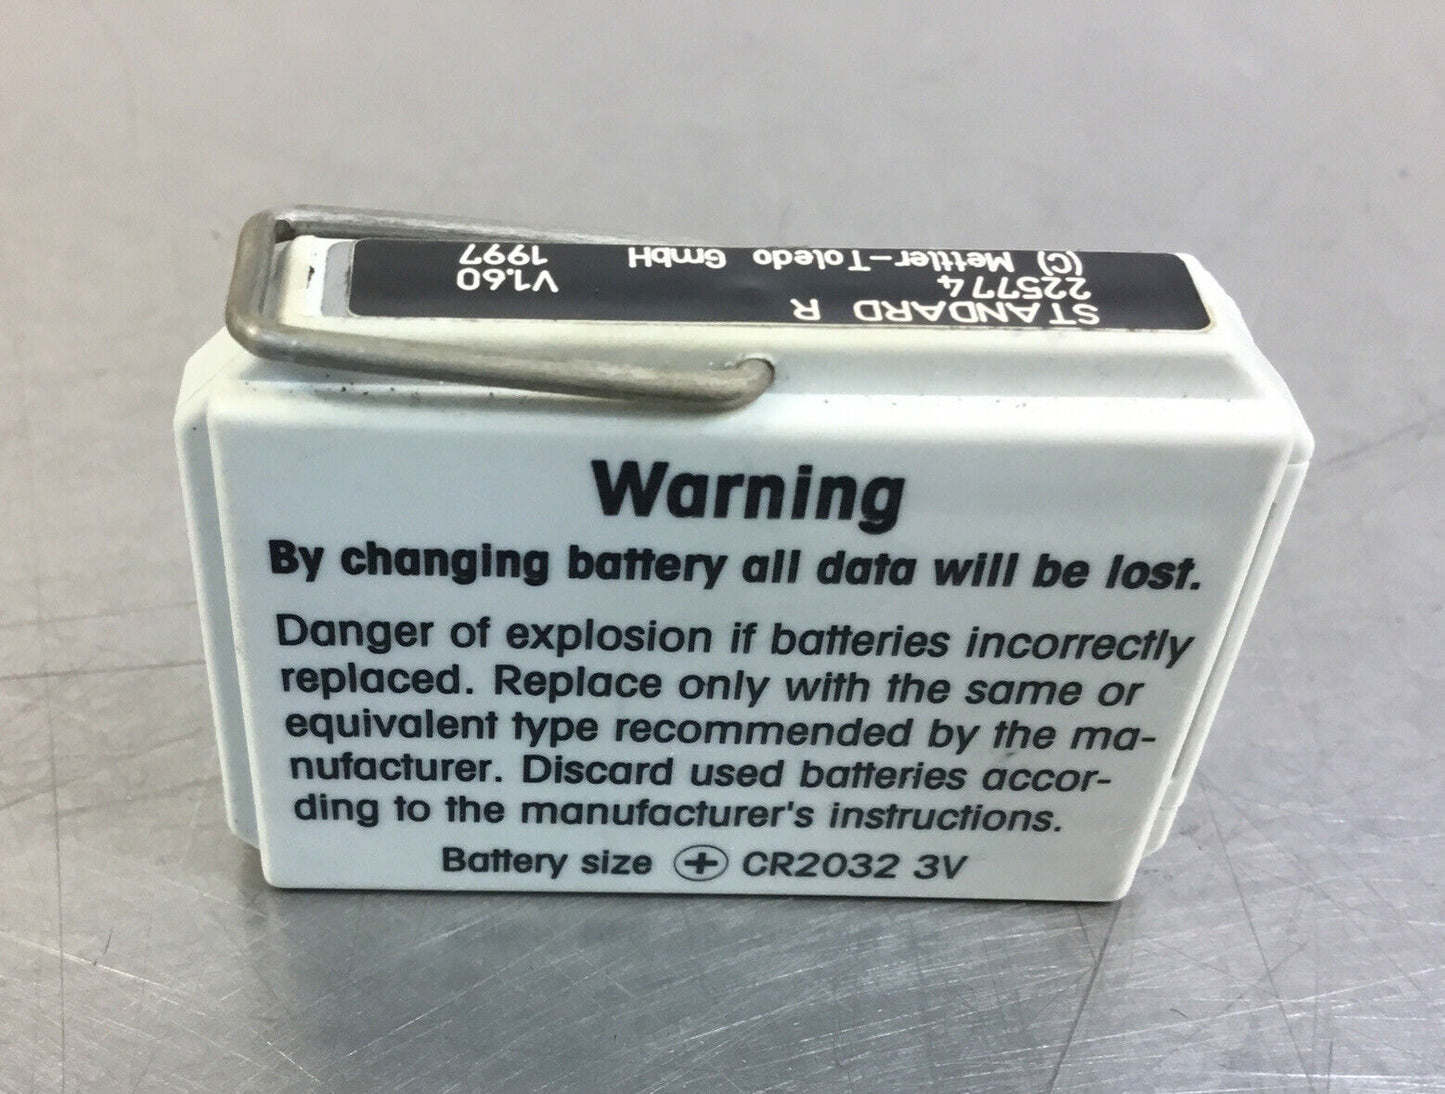 STANDARD R
225774 V1.60
(C) Mettler-Toledo GmbH 1997
Warning
By changing battery all data will be lost.
Danger of explosion if batteries incorrectly
replaced. Replace only with the same or
equivalent type recommended by the ma-
nufacturer. Discard used batteries accor-
ding to the manufacturer's instructions.
Battery size + CR2032 3V